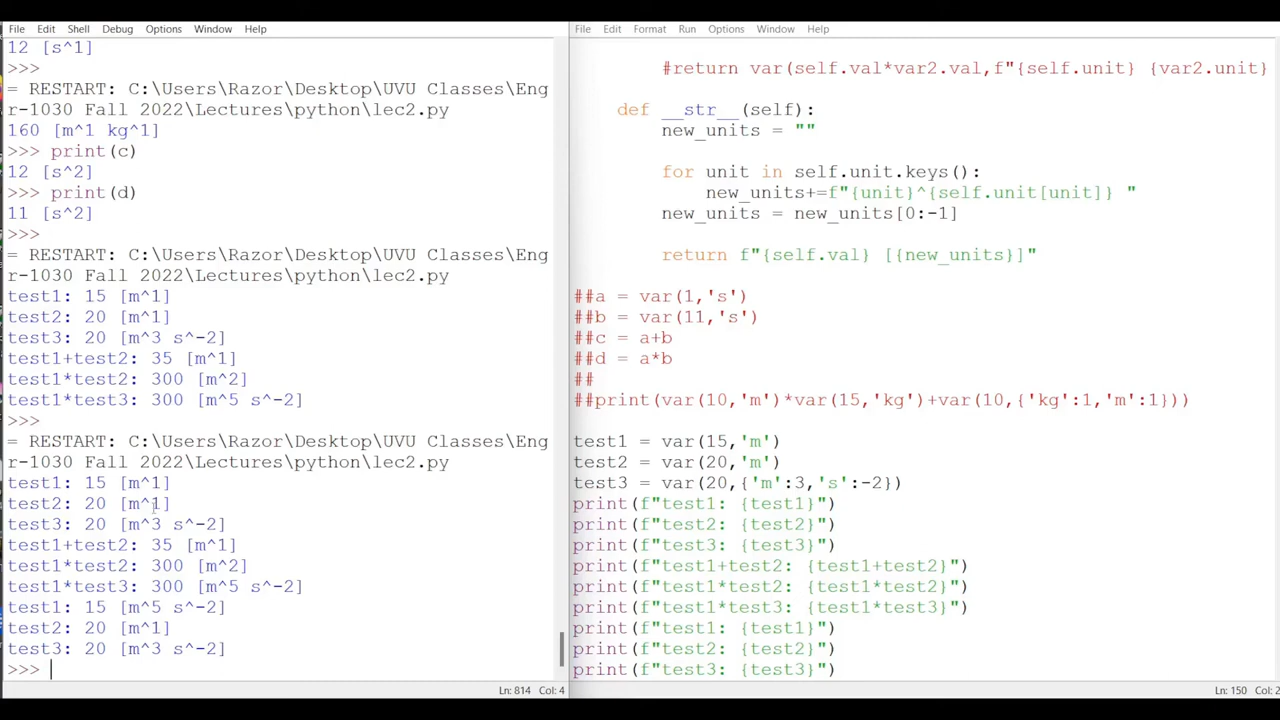 File Edit Shell Debug Options Window Help
12 [s^1]
>>>
= RESTART: C:\Users\Razor\Desktop\UVU Classes\Eng
r-1030 Fall 2022\Lectures\python\lec2.py
160 [m^1 kg^1]
>>> print(c)
12 [s^2]
>>> print(d)
11 [s^2]
>>>
= RESTART: C:\Users\Razor\Desktop\UVU Classes\Eng
r-1030 Fall 2022\Lectures\python\lec2.py
test1: 15 [m^1]
test2: 20 [m^1]
test3: 20 [m^3 s^-2]
test1+test2: 35 [m^1]
test1*test2: 300 [m^2]
test1*test3: 300 [m^5 s^-2]
>>>
= RESTART: C:\Users\Razor\Desktop\UVU Classes\Eng
r-1030 Fall 2022\Lectures\python\lec2.py
test1: 15 [m^1]
test2: 20 [m^1]
test3: 20 [m^3 s^-2]
test1+test2: 35 [m^1]
test1*test2: 300 [m^2]
test1*test3: 300 [m^5 s^-2]
test1: 15 [m^5 s^-2]
test2: 20 [m^1]
test3: 20 [m^3 s^-2]
>>>
Ln: 814 Col: 4
File Edit Format Run Options Window Help
#return var(self.val*var2.val,f"{self.unit} {var2.unit}
def __str__(self):
new_units = ""
for unit in self.unit.keys():
new_units+=f"{unit}^{self.unit[unit]} "
new_units = new_units[0:-1]
return f"{self.val} [{new_units}]"
##a = var(1,'s')
##b = var(11,'s')
##c = a+b
##d = a*b
##
##print(var(10,'m')*var(15,'kg')+var(10,{'kg':1,'m':1}))
test1 = var(15,'m')
test2 = var(20,'m')
test3 = var(20,{'m':3,'s':-2})
print(f"test1: {test1}")
print(f"test2: {test2}")
print(f"test3: {test3}")
print(f"test1+test2: {test1+test2}")
print(f"test1*test2: {test1*test2}")
print(f"test1*test3: {test1*test3}")
print(f"test1: {test1}")
print(f"test2: {test2}")
print(f"test3: {test3}")
Ln: 150 Col: 2